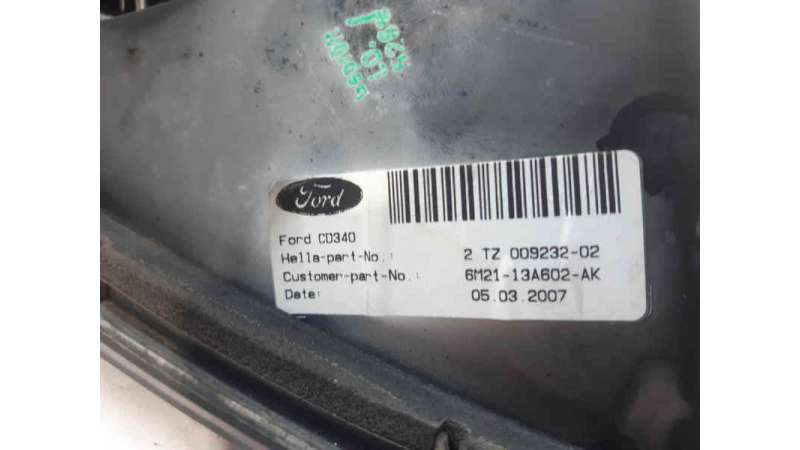 Ford
Ford CD340
Hella-part-No.: 2 TZ 009232-02
Customer-part-No.: 6M21-13A602-AK
Date: 05.03.2007